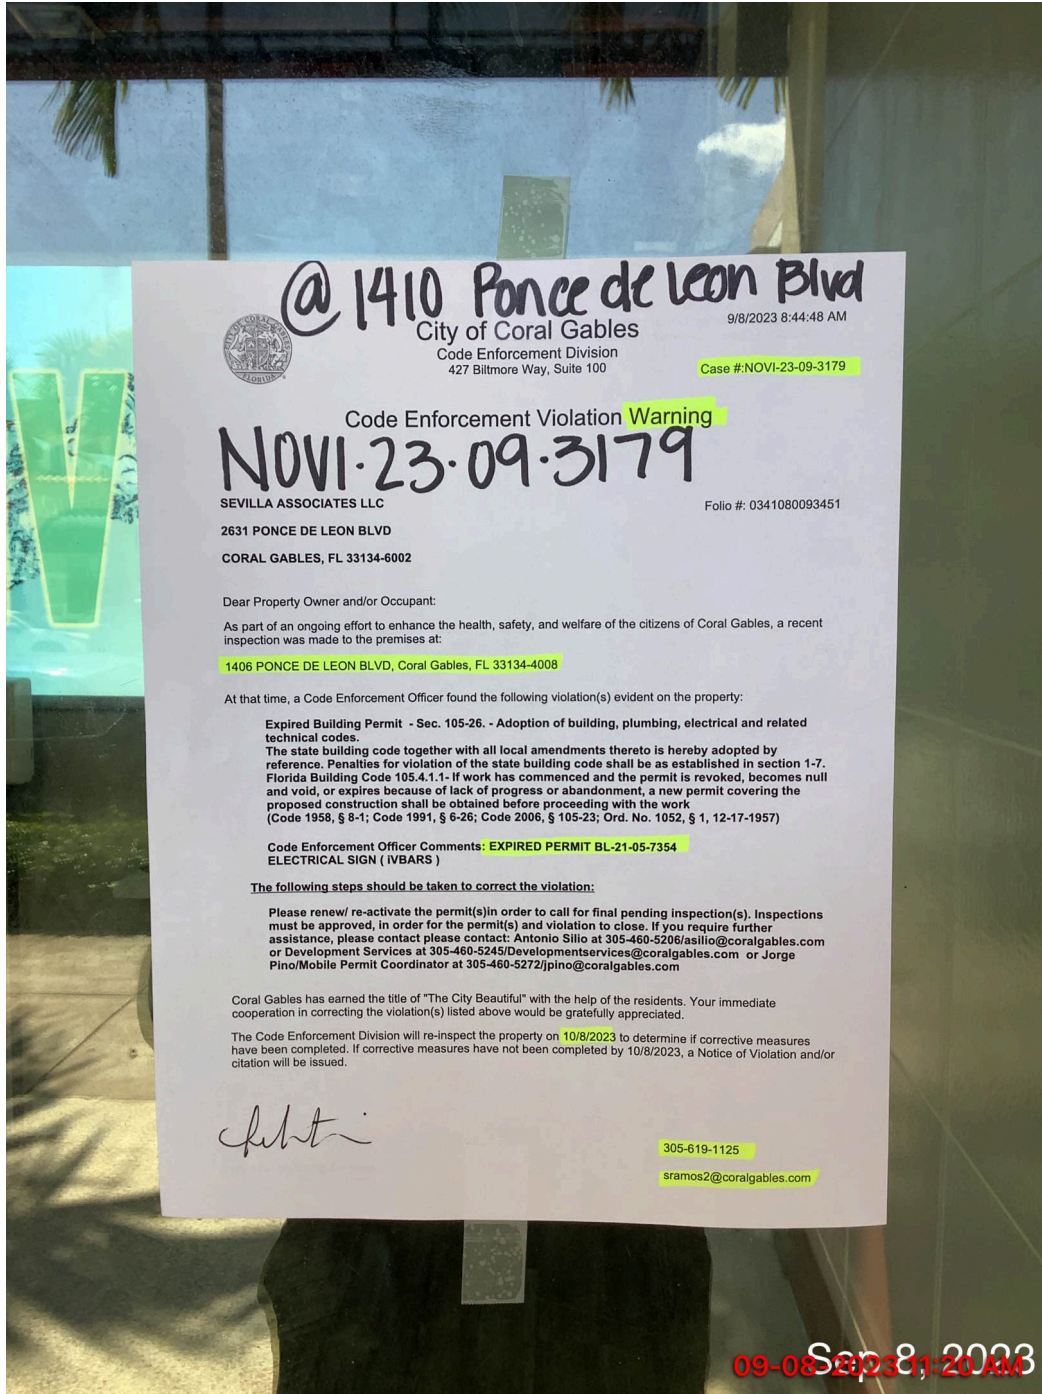 @ 1410 Ponce de Leon Blvd
City of Coral Gables
9/8/2023 8:44:48 AM
Code Enforcement Division
427 Biltmore Way, Suite 100
Case #:NOVI-23-09-3179
Code Enforcement Violation Warning
NOVI-23-09-3179
SEVILLA ASSOCIATES LLC
Folio #: 0341080093451
2631 PONCE DE LEON BLVD
CORAL GABLES, FL 33134-6002
Dear Property Owner and/or Occupant:
As part of an ongoing effort to enhance the health, safety, and welfare of the citizens of Coral Gables, a recent
inspection was made to the premises at:
1406 PONCE DE LEON BLVD, Coral Gables, FL 33134-4008
At that time, a Code Enforcement Officer found the following violation(s) evident on the property:
Expired Building Permit - Sec. 105-26. - Adoption of building, plumbing, electrical and related
technical codes.
The state building code together with all local amendments thereto is hereby adopted by
reference. Penalties for violation of the state building code shall be as established in section 1-7.
Florida Building Code 105.4.1.1- If work has commenced and the permit is revoked, becomes null
and void, or expires because of lack of progress or abandonment, a new permit covering the
proposed construction shall be obtained before proceeding with the work
(Code 1958, § 8-1; Code 1991, § 6-26; Code 2006, § 105-23; Ord. No. 1052, § 1, 12-17-1957)
Code Enforcement Officer Comments: EXPIRED PERMIT BL-21-05-7354
ELECTRICAL SIGN ( iVBARS )
The following steps should be taken to correct the violation:
Please renew/ re-activate the permit(s)in order to call for final pending inspection(s). Inspections
must be approved, in order for the permit(s) and violation to close. If you require further
assistance, please contact please contact: Antonio Silio at 305-460-5206/asilio@coralgables.com
or Development Services at 305-460-5245/Developmentservices@coralgables.com or Jorge
Pino/Mobile Permit Coordinator at 305-460-5272/jpino@coralgables.com
Coral Gables has earned the title of "The City Beautiful" with the help of the residents. Your immediate
cooperation in correcting the violation(s) listed above would be gratefully appreciated.
The Code Enforcement Division will re-inspect the property on 10/8/2023 to determine if corrective measures
have been completed. If corrective measures have not been completed by 10/8/2023, a Notice of Violation and/or
citation will be issued.
305-619-1125
sramos2@coralgables.com
Sep 8, 2023
09-08-2023 11:20 AM